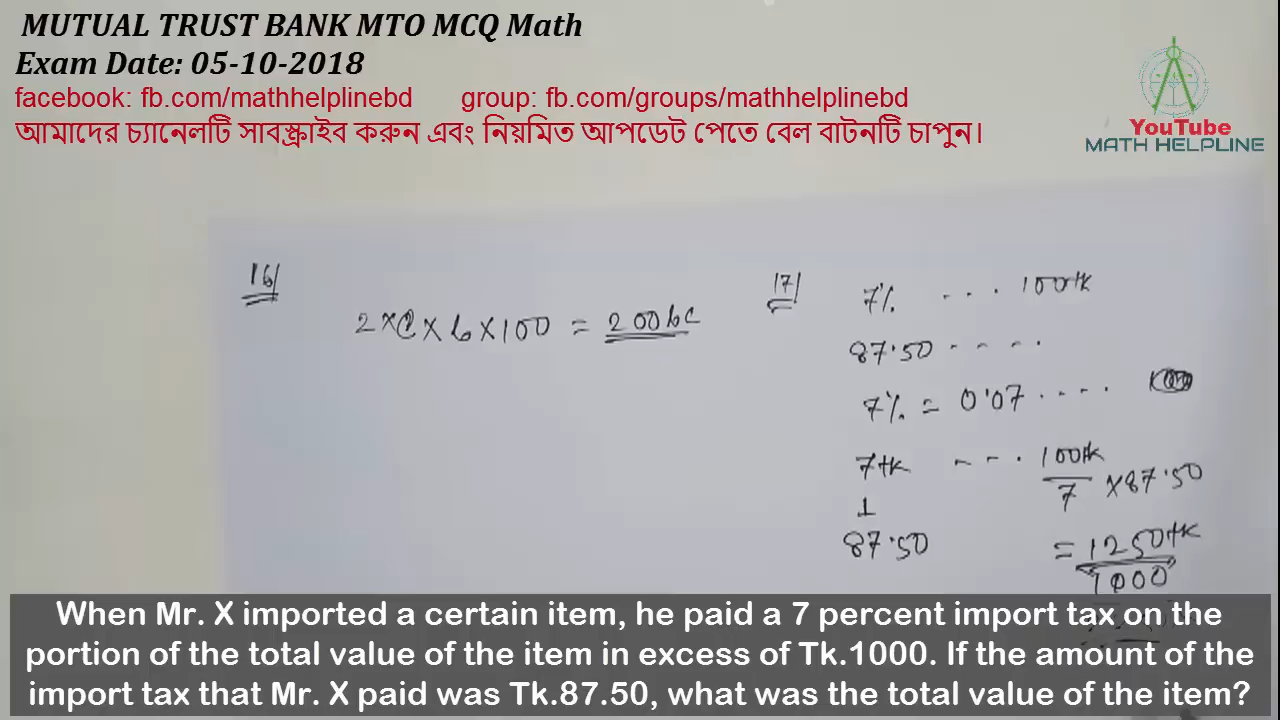 MUTUAL TRUST BANK MTO MCQ Math
Exam Date: 05-10-2018
facebook: fb.com/mathhelplinebd group: fb.com/groups/mathhelplinebd
আমাদের চ্যানেলটি সাবস্ক্রাইব করুন এবং নিয়মিত আপডেট পেতে বেল বাটনটি চাপুন।
YouTube
MATH HELPLINE
16
2×C×6×100 = 200bc
17
7% ... 100tk
87.50 ....
7% = 0.07 ....
7tk ... 100tk
7 ×87.50
1
87.50
= 1250tk
1000
When Mr. X imported a certain item, he paid a 7 percent import tax on the
portion of the total value of the item in excess of Tk.1000. If the amount of the
import tax that Mr. X paid was Tk.87.50, what was the total value of the item?